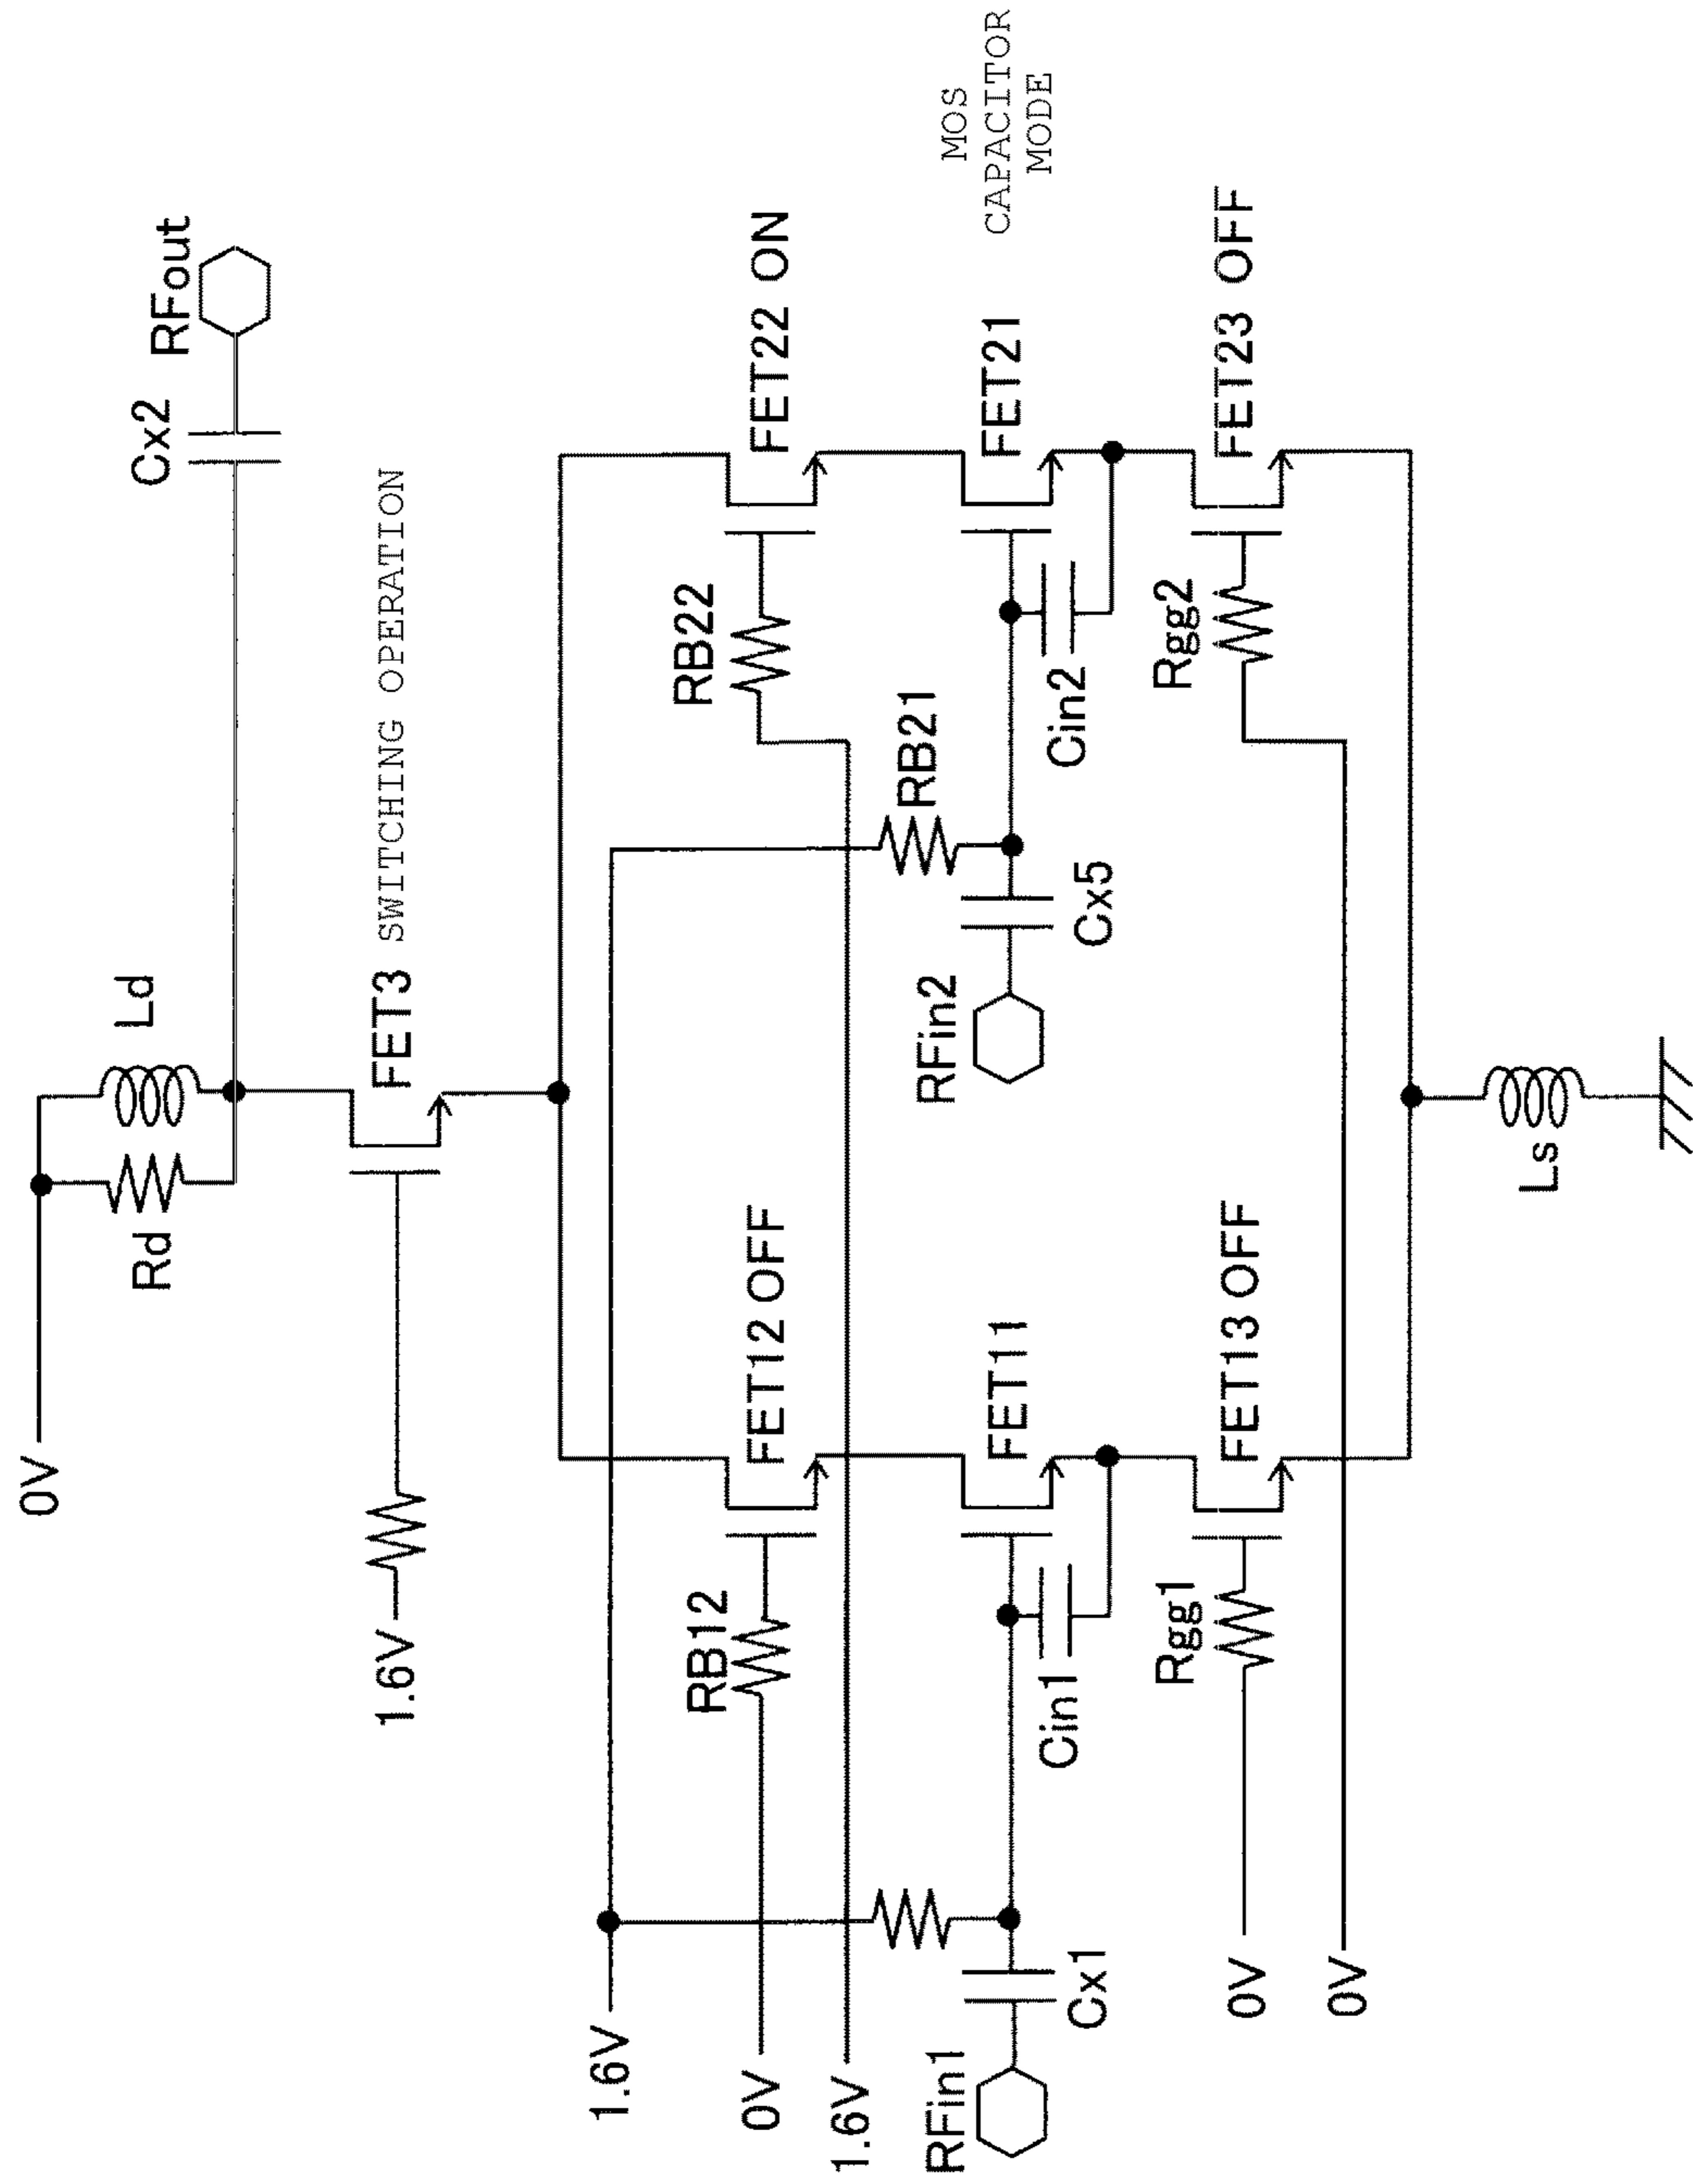 0V
Rd
Ld
Cx2
RFout
1.6V
FET3 SWITCHING OPERATION
1.6V
0V
RB12
FET12 OFF
RB22
FET22 ON
1.6V
RB21
RFin1
Cx1
Cin1
FET11
RFin2
Cx5
Cin2
FET21
MOS
CAPACITOR
MODE
0V
Rgg1
FET13 OFF
Rgg2
FET23 OFF
0V
Ls